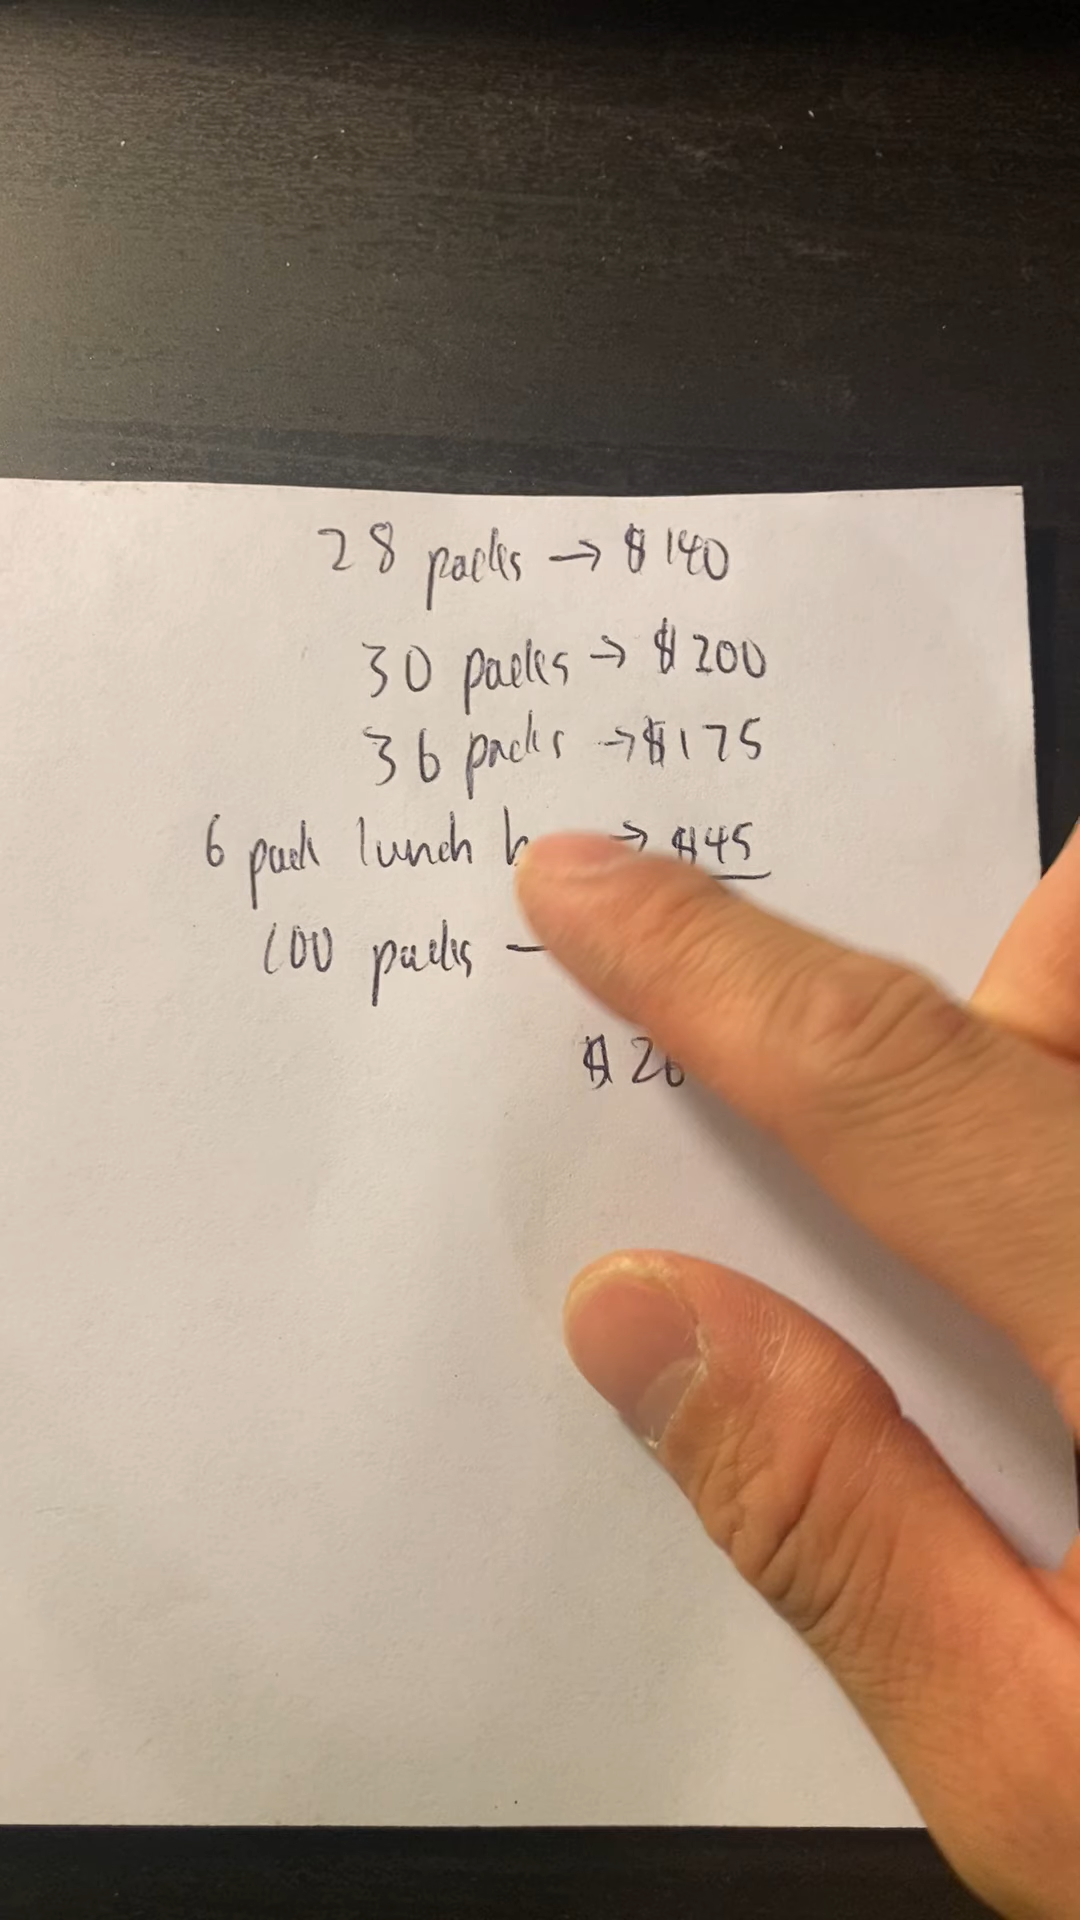 28 packs → $140
30 packs → $200
36 packs → $175
6 pack lunch → $45
100 packs